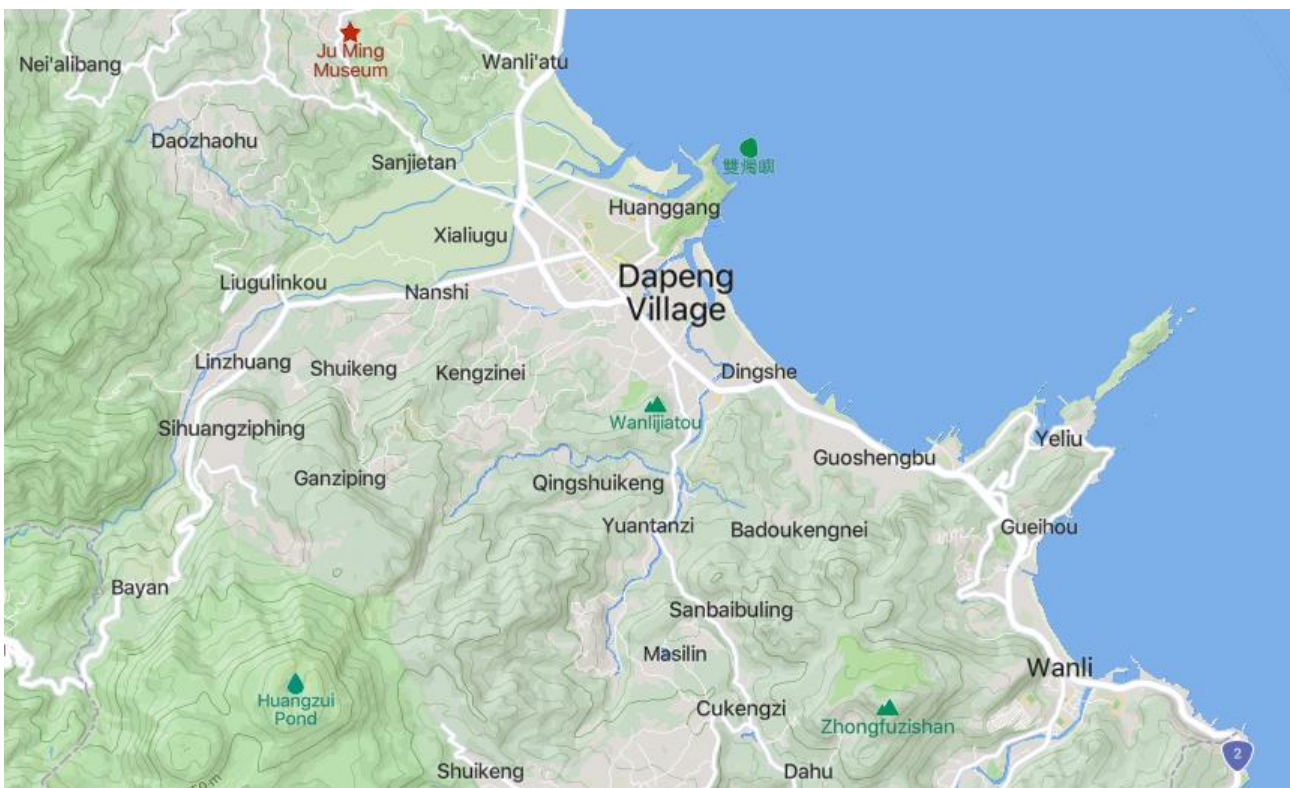 Ju Ming
Museum
Nei'alibang
Wanli'atu
Daozhaohu
Sanjietan
雙燭嶼
Huanggang
Xialiugu
Liugulinkou
Nanshi
Dapeng
Village
Linzhuang
Shuikeng
Kengzinei
Dingshe
Wanlijiatou
Sihuangziphing
Yeliu
Guoshengbu
Ganziping
Qingshuikeng
Yuantanzi
Badoukengnei
Gueihou
Bayan
Sanbaibuling
Masilin
Wanli
Huangzui
Pond
Cukengzi
Zhongfuzishan
Shuikeng
Dahu
2